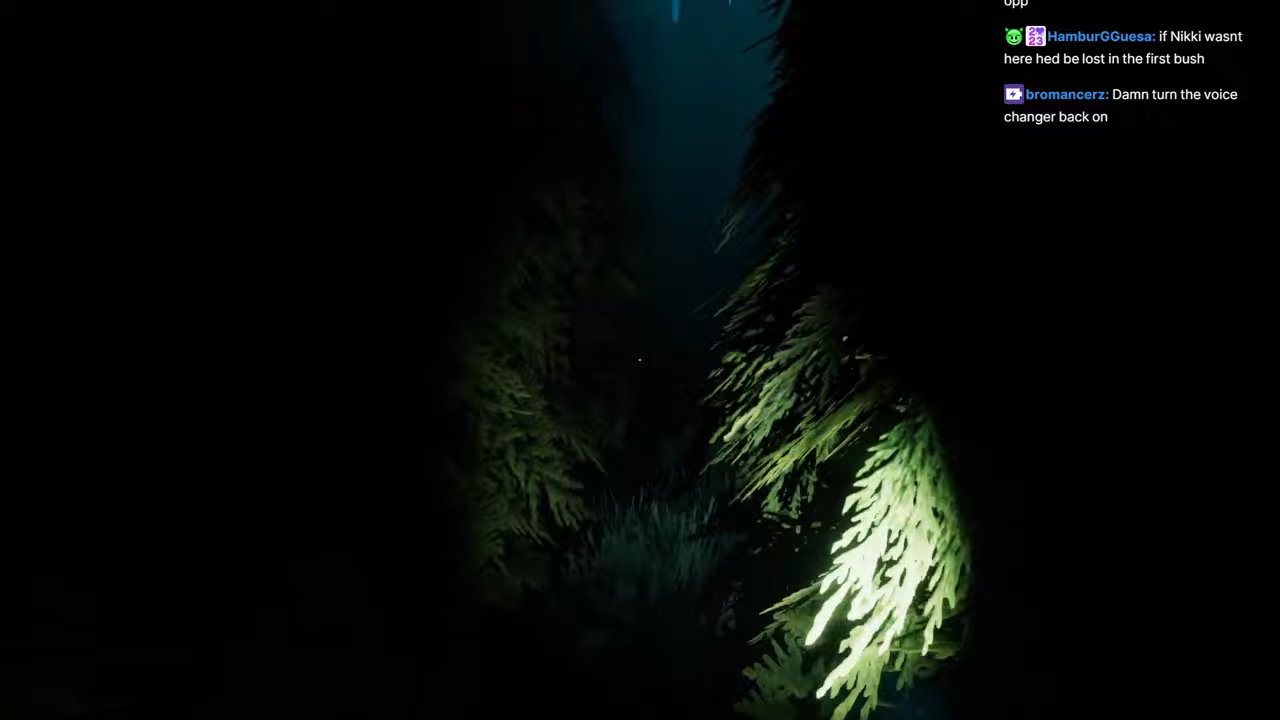 opp
HamburGGuesa: if Nikki wasnt
here hed be lost in the first bush
bromancerz: Damn turn the voice
changer back on